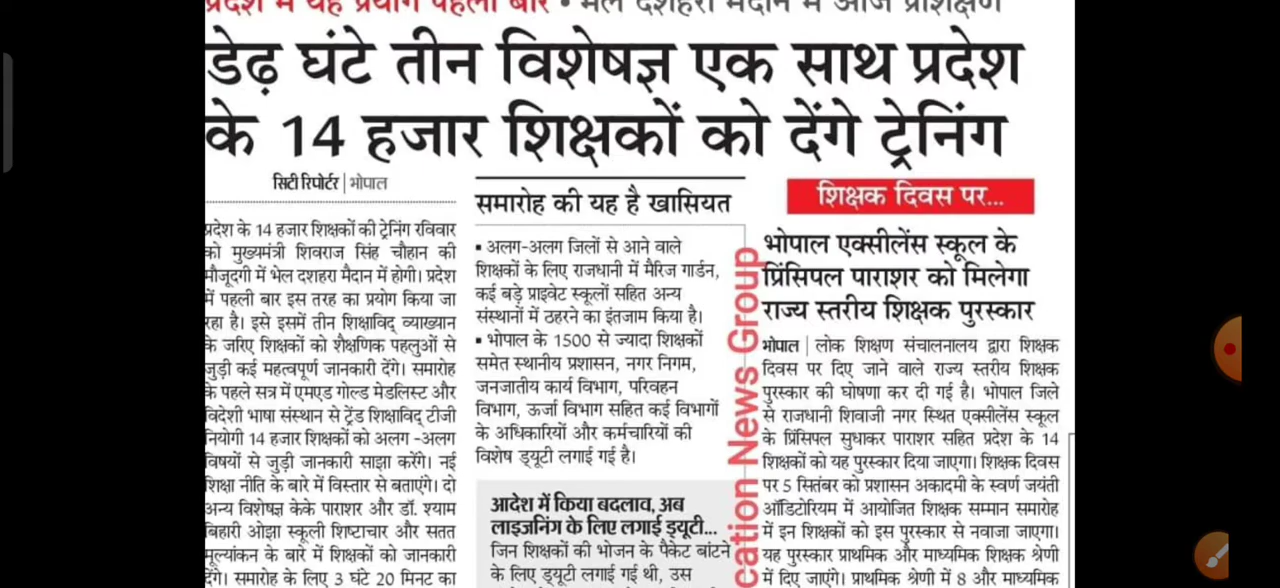 प्रदेश में यह प्रयोग पहली बार • भेल दशहरा मैदान में आज प्रशिक्षण
डेढ़ घंटे तीन विशेषज्ञ एक साथ प्रदेश
के 14 हजार शिक्षकों को देंगे ट्रेनिंग
सिटी रिपोर्टर | भोपाल
प्रदेश के 14 हजार शिक्षकों की ट्रेनिंग रविवार
को मुख्यमंत्री शिवराज सिंह चौहान की
मौजूदगी में भेल दशहरा मैदान में होगी। प्रदेश
में पहली बार इस तरह का प्रयोग किया जा
रहा है। इसे इसमें तीन शिक्षाविद् व्याख्यान
के जरिए शिक्षकों को शैक्षणिक पहलुओं से
जुड़ी कई महत्वपूर्ण जानकारी देंगे। समारोह
के पहले सत्र में एमएड गोल्ड मेडलिस्ट और
विदेशी भाषा संस्थान से ट्रेंड शिक्षाविद् टीजी
नियोगी 14 हजार शिक्षकों को अलग -अलग
विषयों से जुड़ी जानकारी साझा करेंगे। नई
शिक्षा नीति के बारे में विस्तार से बताएंगे। दो
अन्य विशेषज्ञ केके पाराशर और डॉ. श्याम
बिहारी ओझा स्कूली शिष्टाचार और सतत
मूल्यांकन के बारे में शिक्षकों को जानकारी
देंगे। समारोह के लिए 3 घंटे 20 मिनट का
समारोह की यह है खासियत
▪ अलग-अलग जिलों से आने वाले
शिक्षकों के लिए राजधानी में मैरिज गार्डन,
कई बड़े प्राइवेट स्कूलों सहित अन्य
संस्थानों में ठहरने का इंतजाम किया है।
▪ भोपाल के 1500 से ज्यादा शिक्षकों
समेत स्थानीय प्रशासन, नगर निगम,
जनजातीय कार्य विभाग, परिवहन
विभाग, ऊर्जा विभाग सहित कई विभागों
के अधिकारियों और कर्मचारियों की
विशेष ड्यूटी लगाई गई है।
आदेश में किया बदलाव, अब
लाइजनिंग के लिए लगाई ड्यूटी...
जिन शिक्षकों की भोजन के पैकेट बांटने
के लिए ड्यूटी लगाई गई थी, उस
cation News Group
शिक्षक दिवस पर...
भोपाल एक्सीलेंस स्कूल के
प्रिंसिपल पाराशर को मिलेगा
राज्य स्तरीय शिक्षक पुरस्कार
भोपाल | लोक शिक्षण संचालनालय द्वारा शिक्षक
दिवस पर दिए जाने वाले राज्य स्तरीय शिक्षक
पुरस्कार की घोषणा कर दी गई है। भोपाल जिले
से राजधानी शिवाजी नगर स्थित एक्सीलेंस स्कूल
के प्रिंसिपल सुधाकर पाराशर सहित प्रदेश के 14
शिक्षकों को यह पुरस्कार दिया जाएगा। शिक्षक दिवस
पर 5 सितंबर को प्रशासन अकादमी के स्वर्ण जयंती
ऑडिटोरियम में आयोजित शिक्षक सम्मान समारोह
में इन शिक्षकों को इस पुरस्कार से नवाजा जाएगा।
यह पुरस्कार प्राथमिक और माध्यमिक शिक्षक श्रेणी
में दिए जाएंगे। प्राथमिक श्रेणी में 8 और माध्यमिक